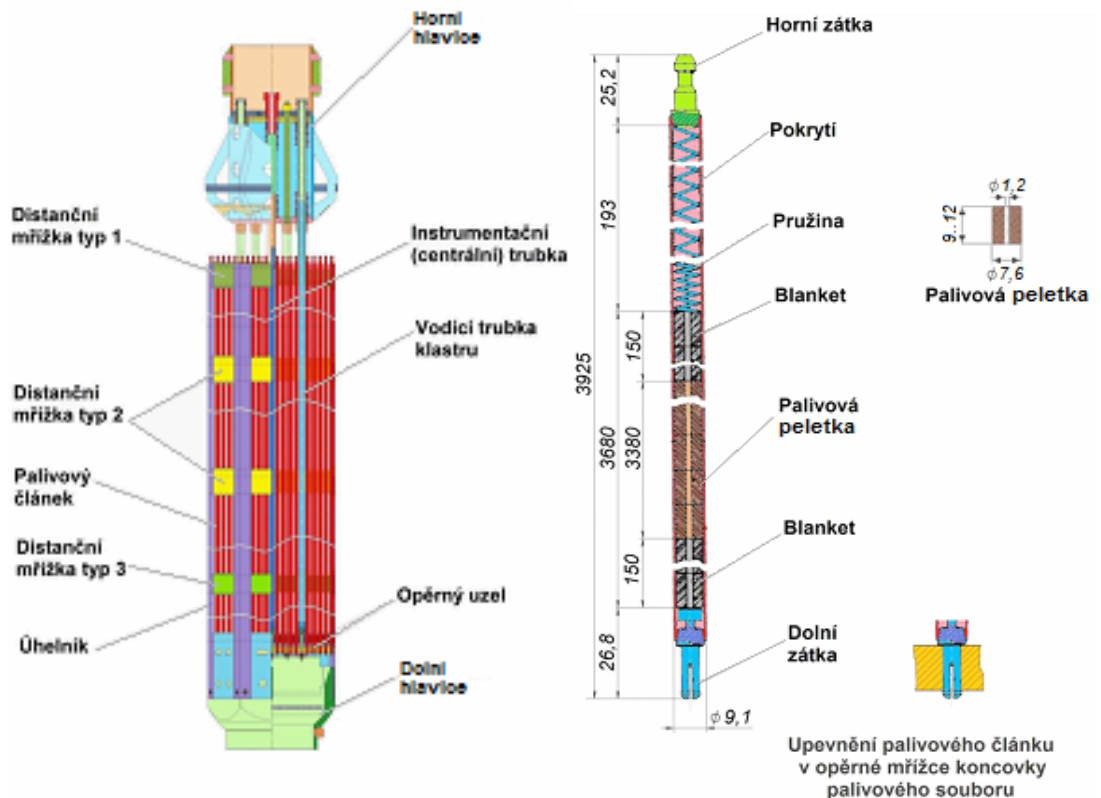 Horní
hlavice
Distanční
mřížka typ 1
Instrumentační
(centrální) trubka
Vodicí trubka
klastru
Distanční
mřížka typ 2
Palivový
článek
Distanční
mřížka typ 3
Opěrný uzel
Úhelník
Dolní
hlavice
Horní zátka
Pokrytí
Pružina
Blanket
Palivová
peletka
Blanket
Dolní
zátka
25,2
193
150
3925
3680
3380
150
26,8
ϕ 9,1
ϕ 1,2
9..12
ϕ 7,6
Palivová peletka
Upevnění palivového článku
v opěrné mřížce koncovky
palivového souboru